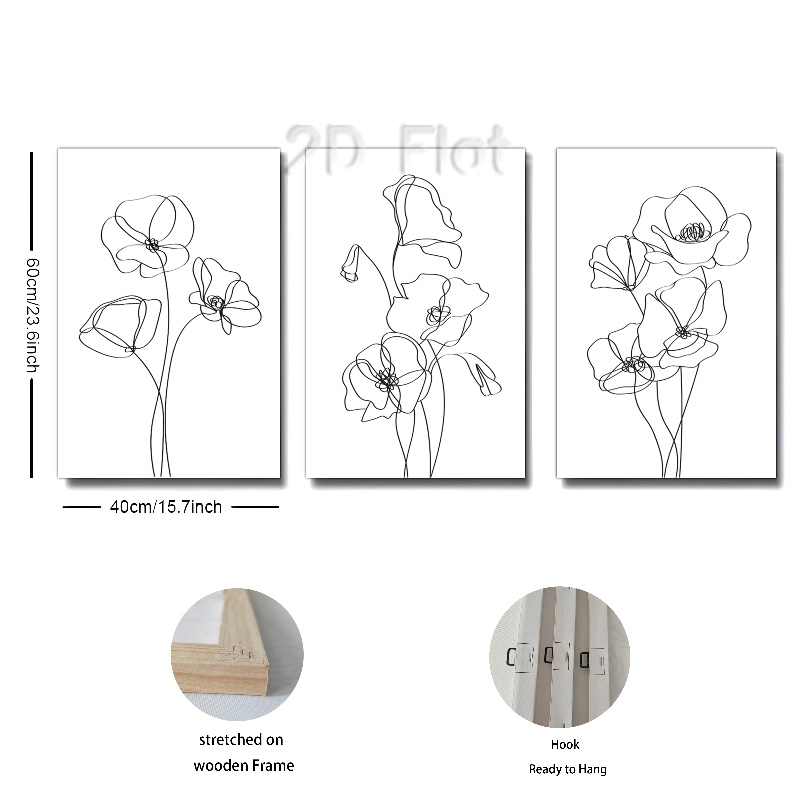 2D Flat
60cm/23.6inch
40cm/15.7inch
stretched on
wooden Frame
Hook
Ready to Hang